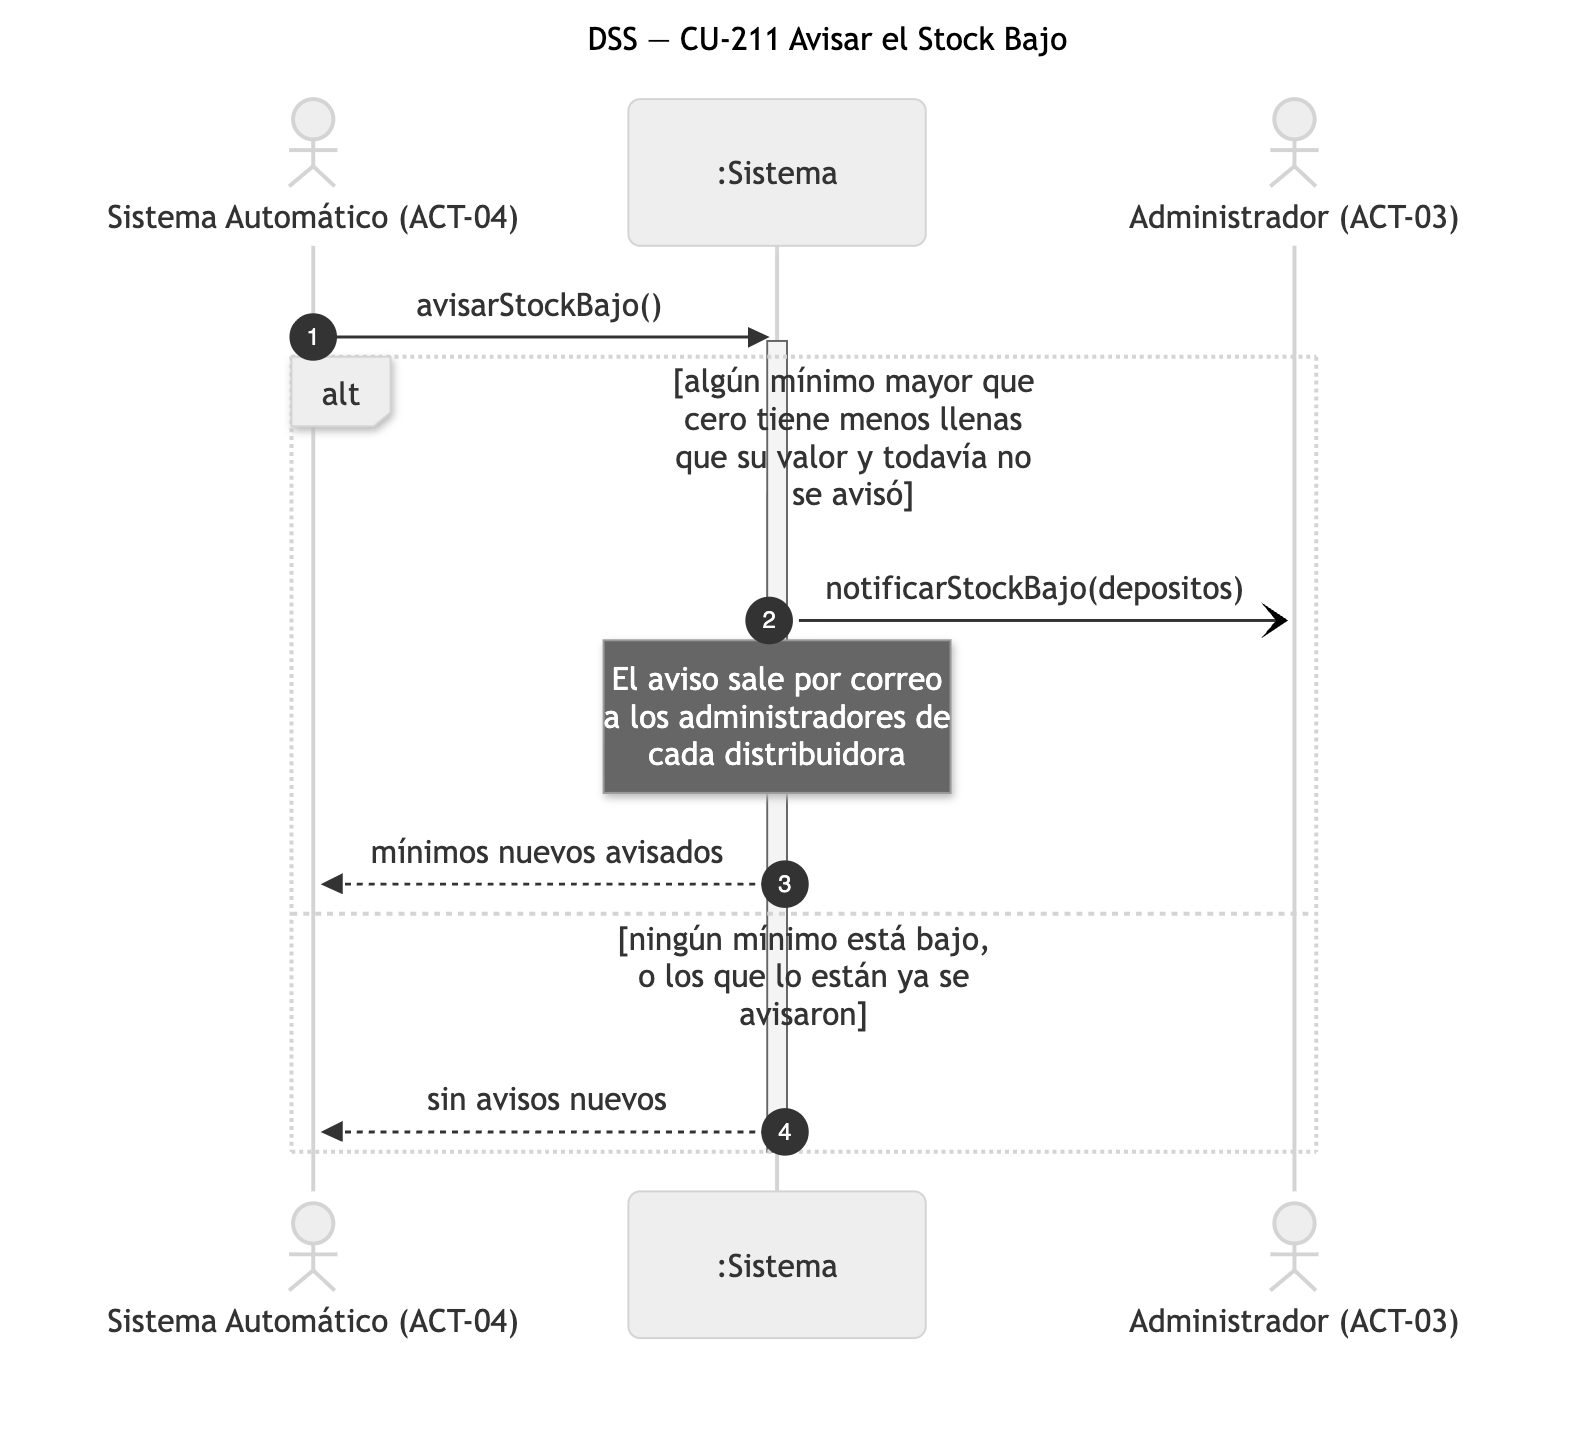 DSS — CU-211 Avisar el Stock Bajo
Sistema Automático (ACT-04)
:Sistema
Administrador (ACT-03)
avisarStockBajo()
1
alt
[algún mínimo mayor que
cero tiene menos llenas
que su valor y todavía no
se avisó]
notificarStockBajo(depositos)
2
El aviso sale por correo
a los administradores de
cada distribuidora
mínimos nuevos avisados
3
[ningún mínimo está bajo,
o los que lo están ya se
avisaron]
sin avisos nuevos
4
Sistema Automático (ACT-04)
:Sistema
Administrador (ACT-03)